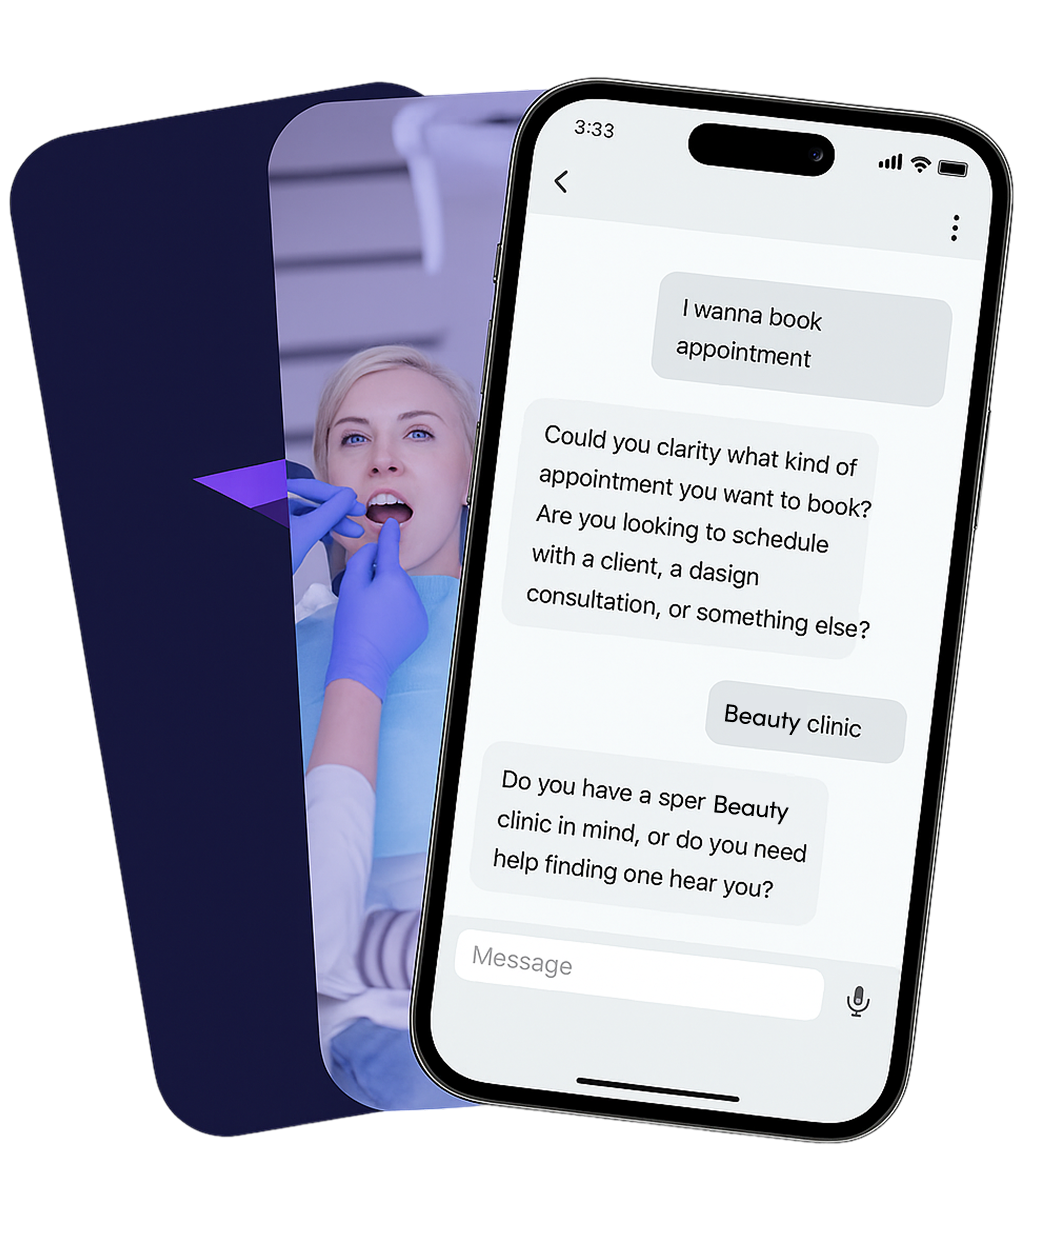 3:33
I wanna book
appointment
Could you clarity what kind of
appointment you want to book?
Are you looking to schedule
with a client, a dasign
consultation, or something else?
Beauty clinic
Do you have a sper Beauty
clinic in mind, or do you need
help finding one hear you?
Message